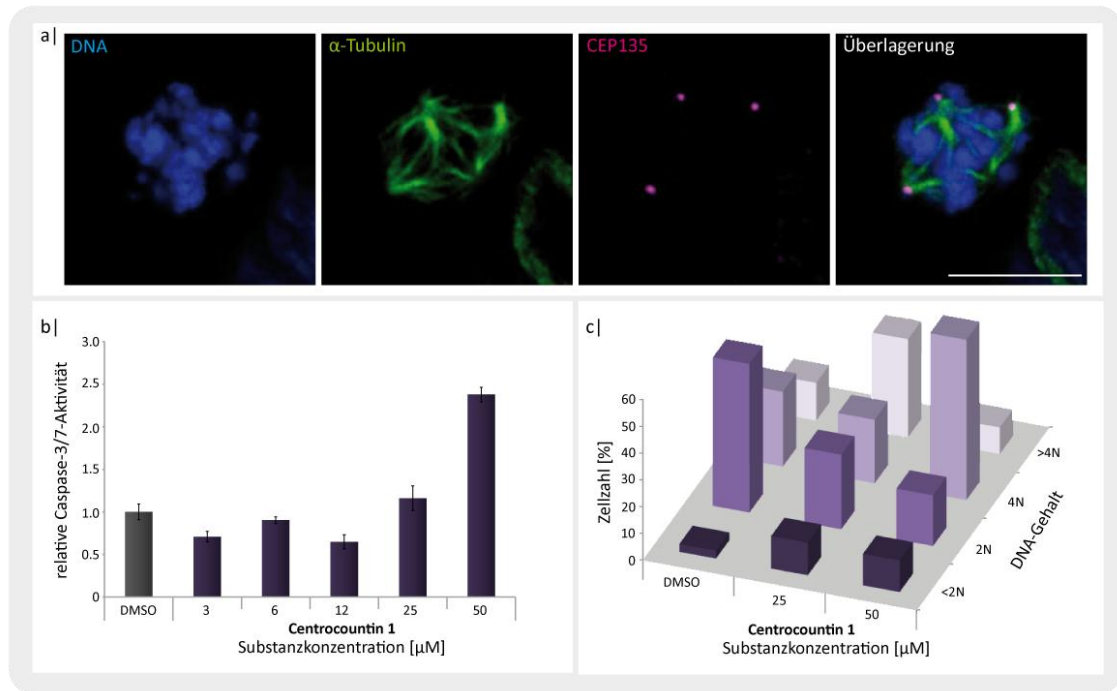 a|
DNA
α-Tubulin
CEP135
Überlagerung
b|
relative Caspase-3/7-Aktivität
3.0
2.5
2.0
1.5
1.0
0.5
0
DMSO 3 6 12 25 50
Centrocountin 1
Substanzkonzentration [µM]
c|
Zellzahl [%]
60
50
40
30
20
10
0
DMSO
25
50
<2N
2N
4N
>4N
DNA-Gehalt
Centrocountin 1
Substanzkonzentration [µM]